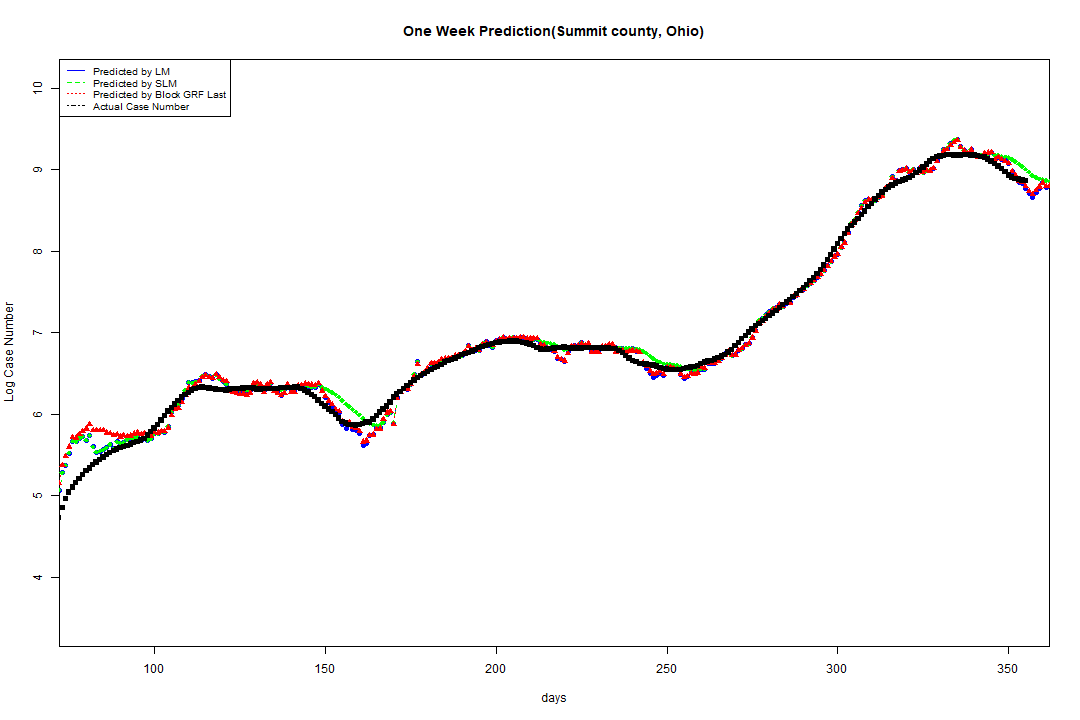 One Week Prediction(Summit county, Ohio)
Predicted by LM
Predicted by SLM
Predicted by Block GRF Last
Actual Case Number
10
9
8
7
6
5
4
Log Case Number
100 150 200 250 300 350
days